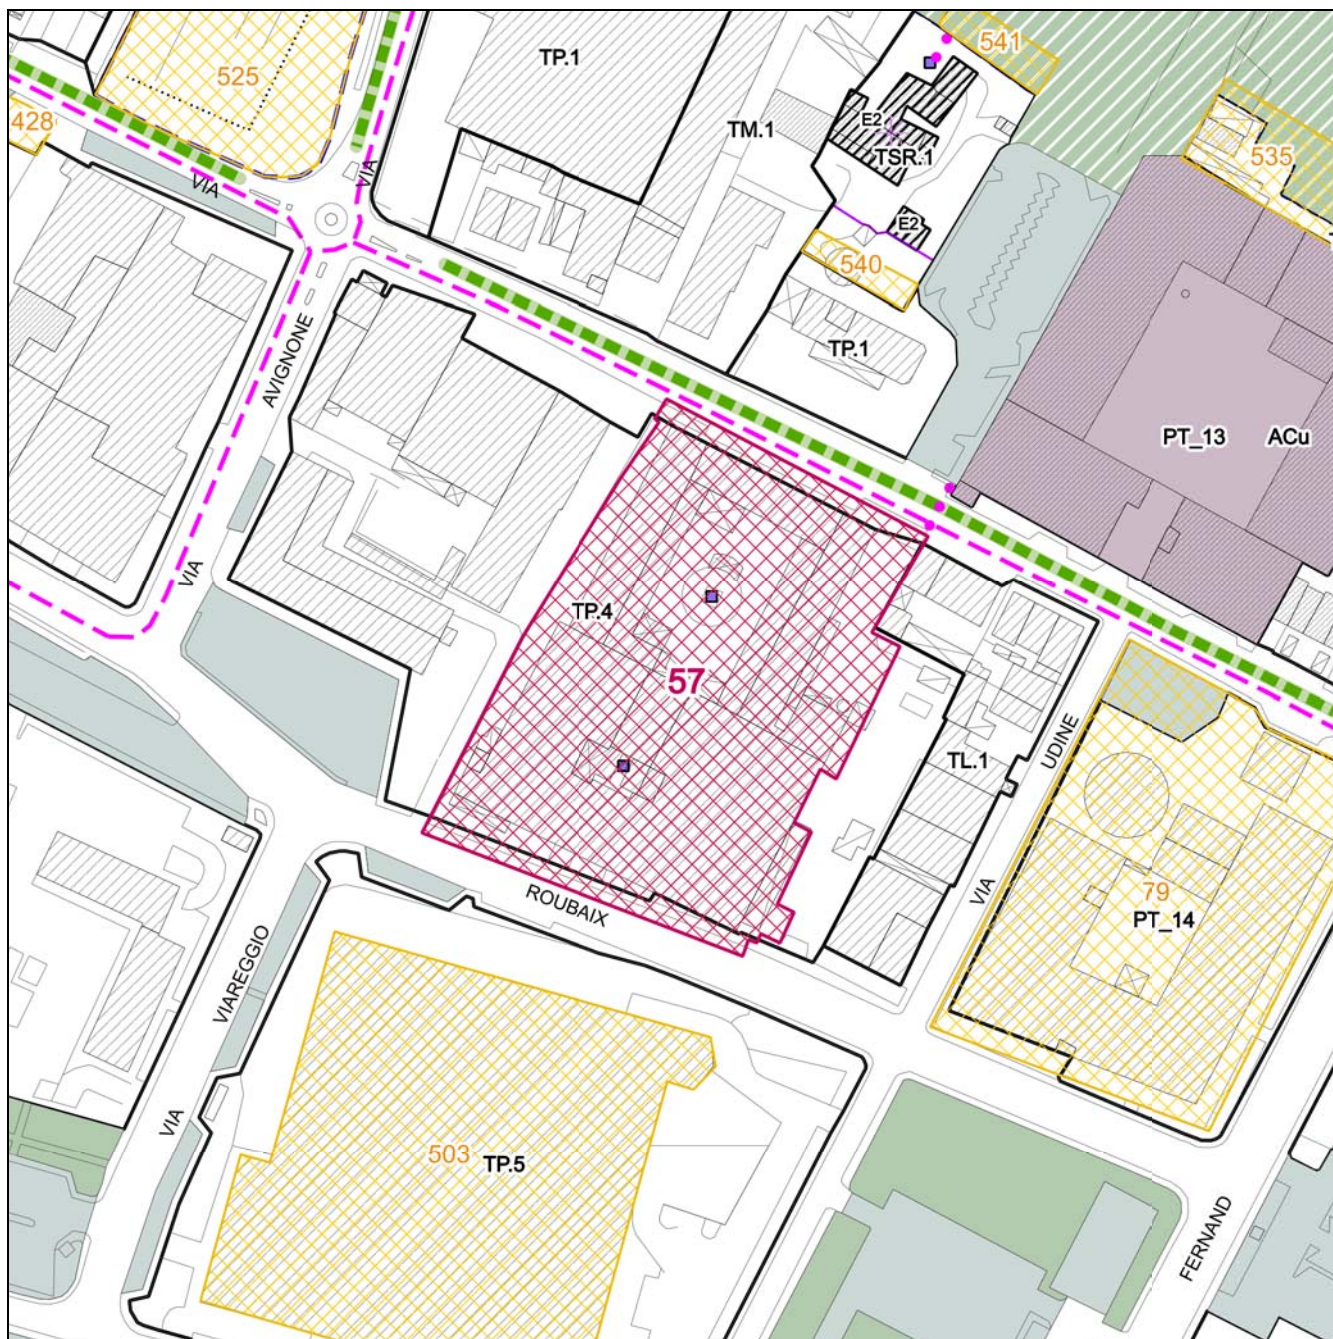 525
TP.1
541
428
TM.1
E2
TSR.1
535
VIA
VIA
E2
540
TP.1
AVIGNONE
PT_13
ACu
VIA
TP.4
57
UDINE
TL.1
79
VIA
ROUBAIX
PT_14
VIAREGGIO
VIA
503
TP.5
FERNAND